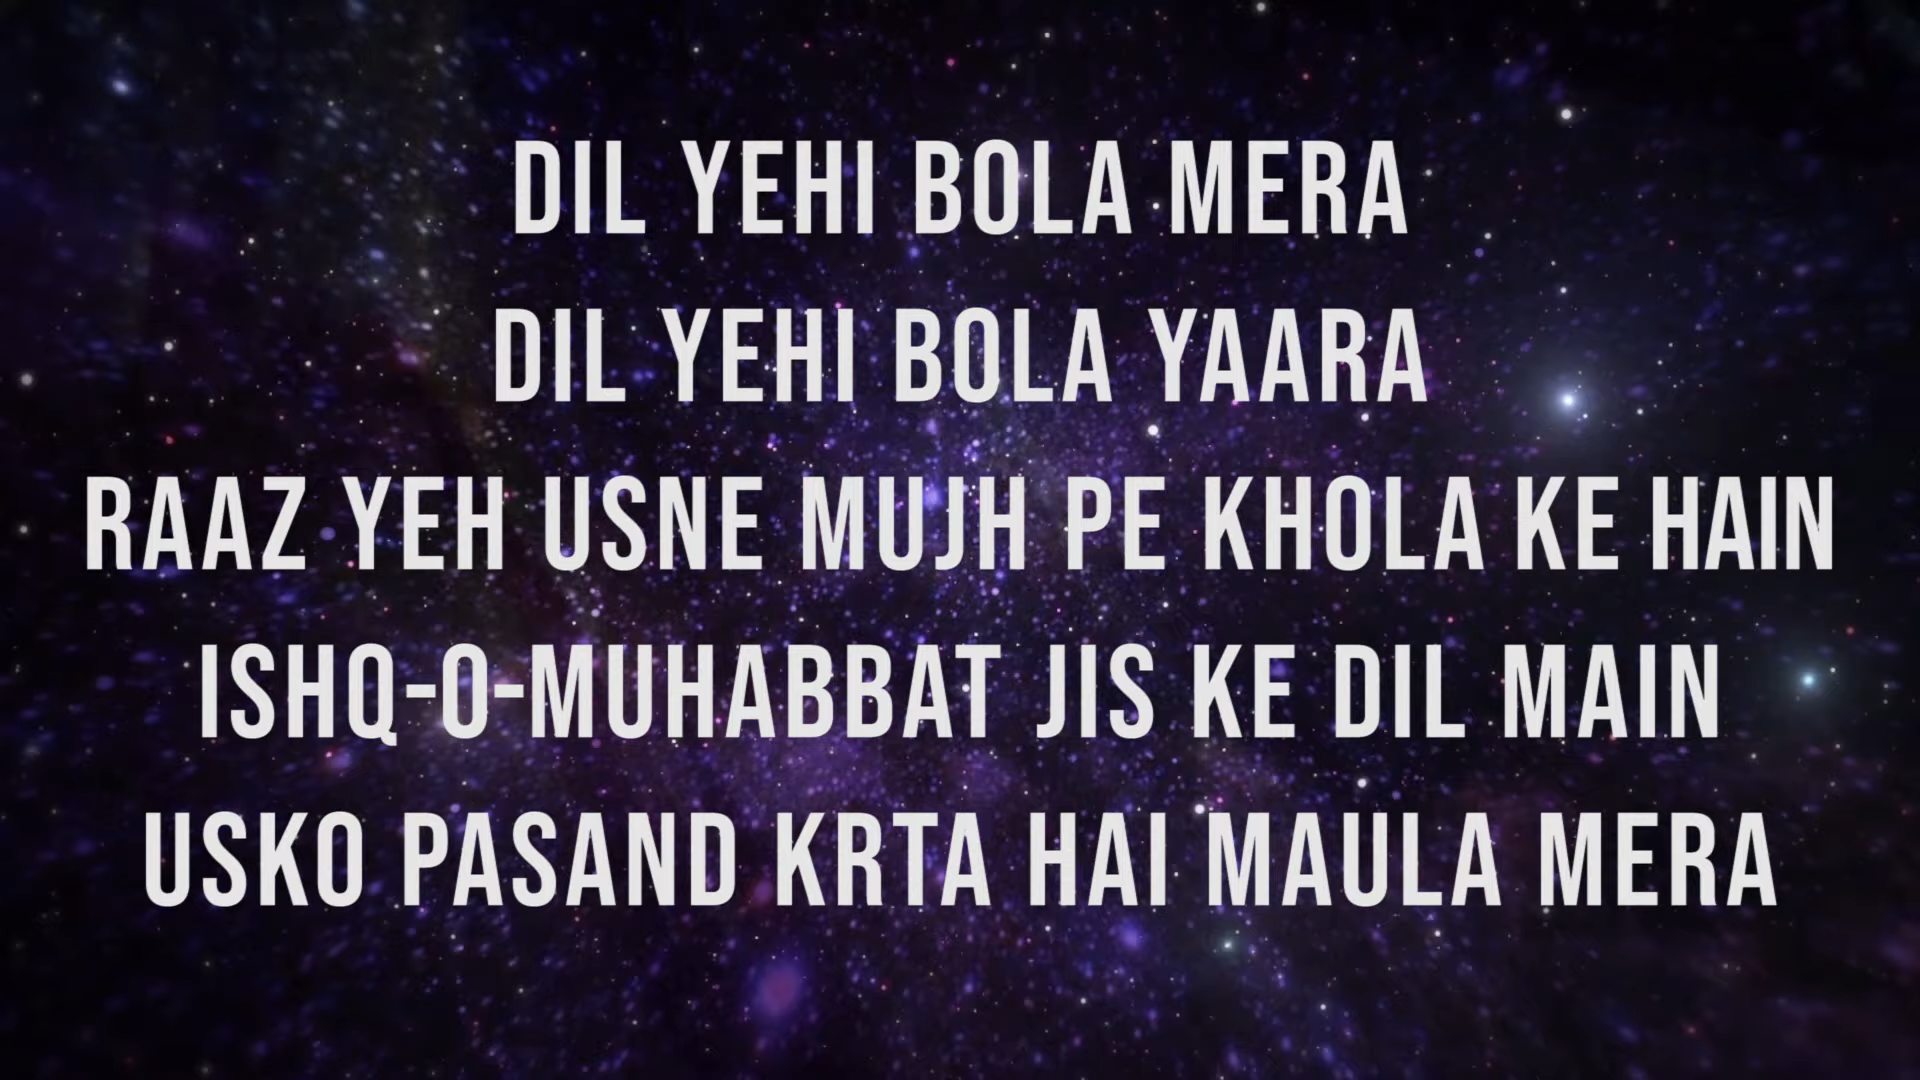 DIL YEHI BOLA MERA
DIL YEHI BOLA YAARA
RAAZ YEH USNE MUJH PE KHOLA KE HAIN
ISHQ-O-MUHABBAT JIS KE DIL MAIN
USKO PASAND KRTA HAI MAULA MERA